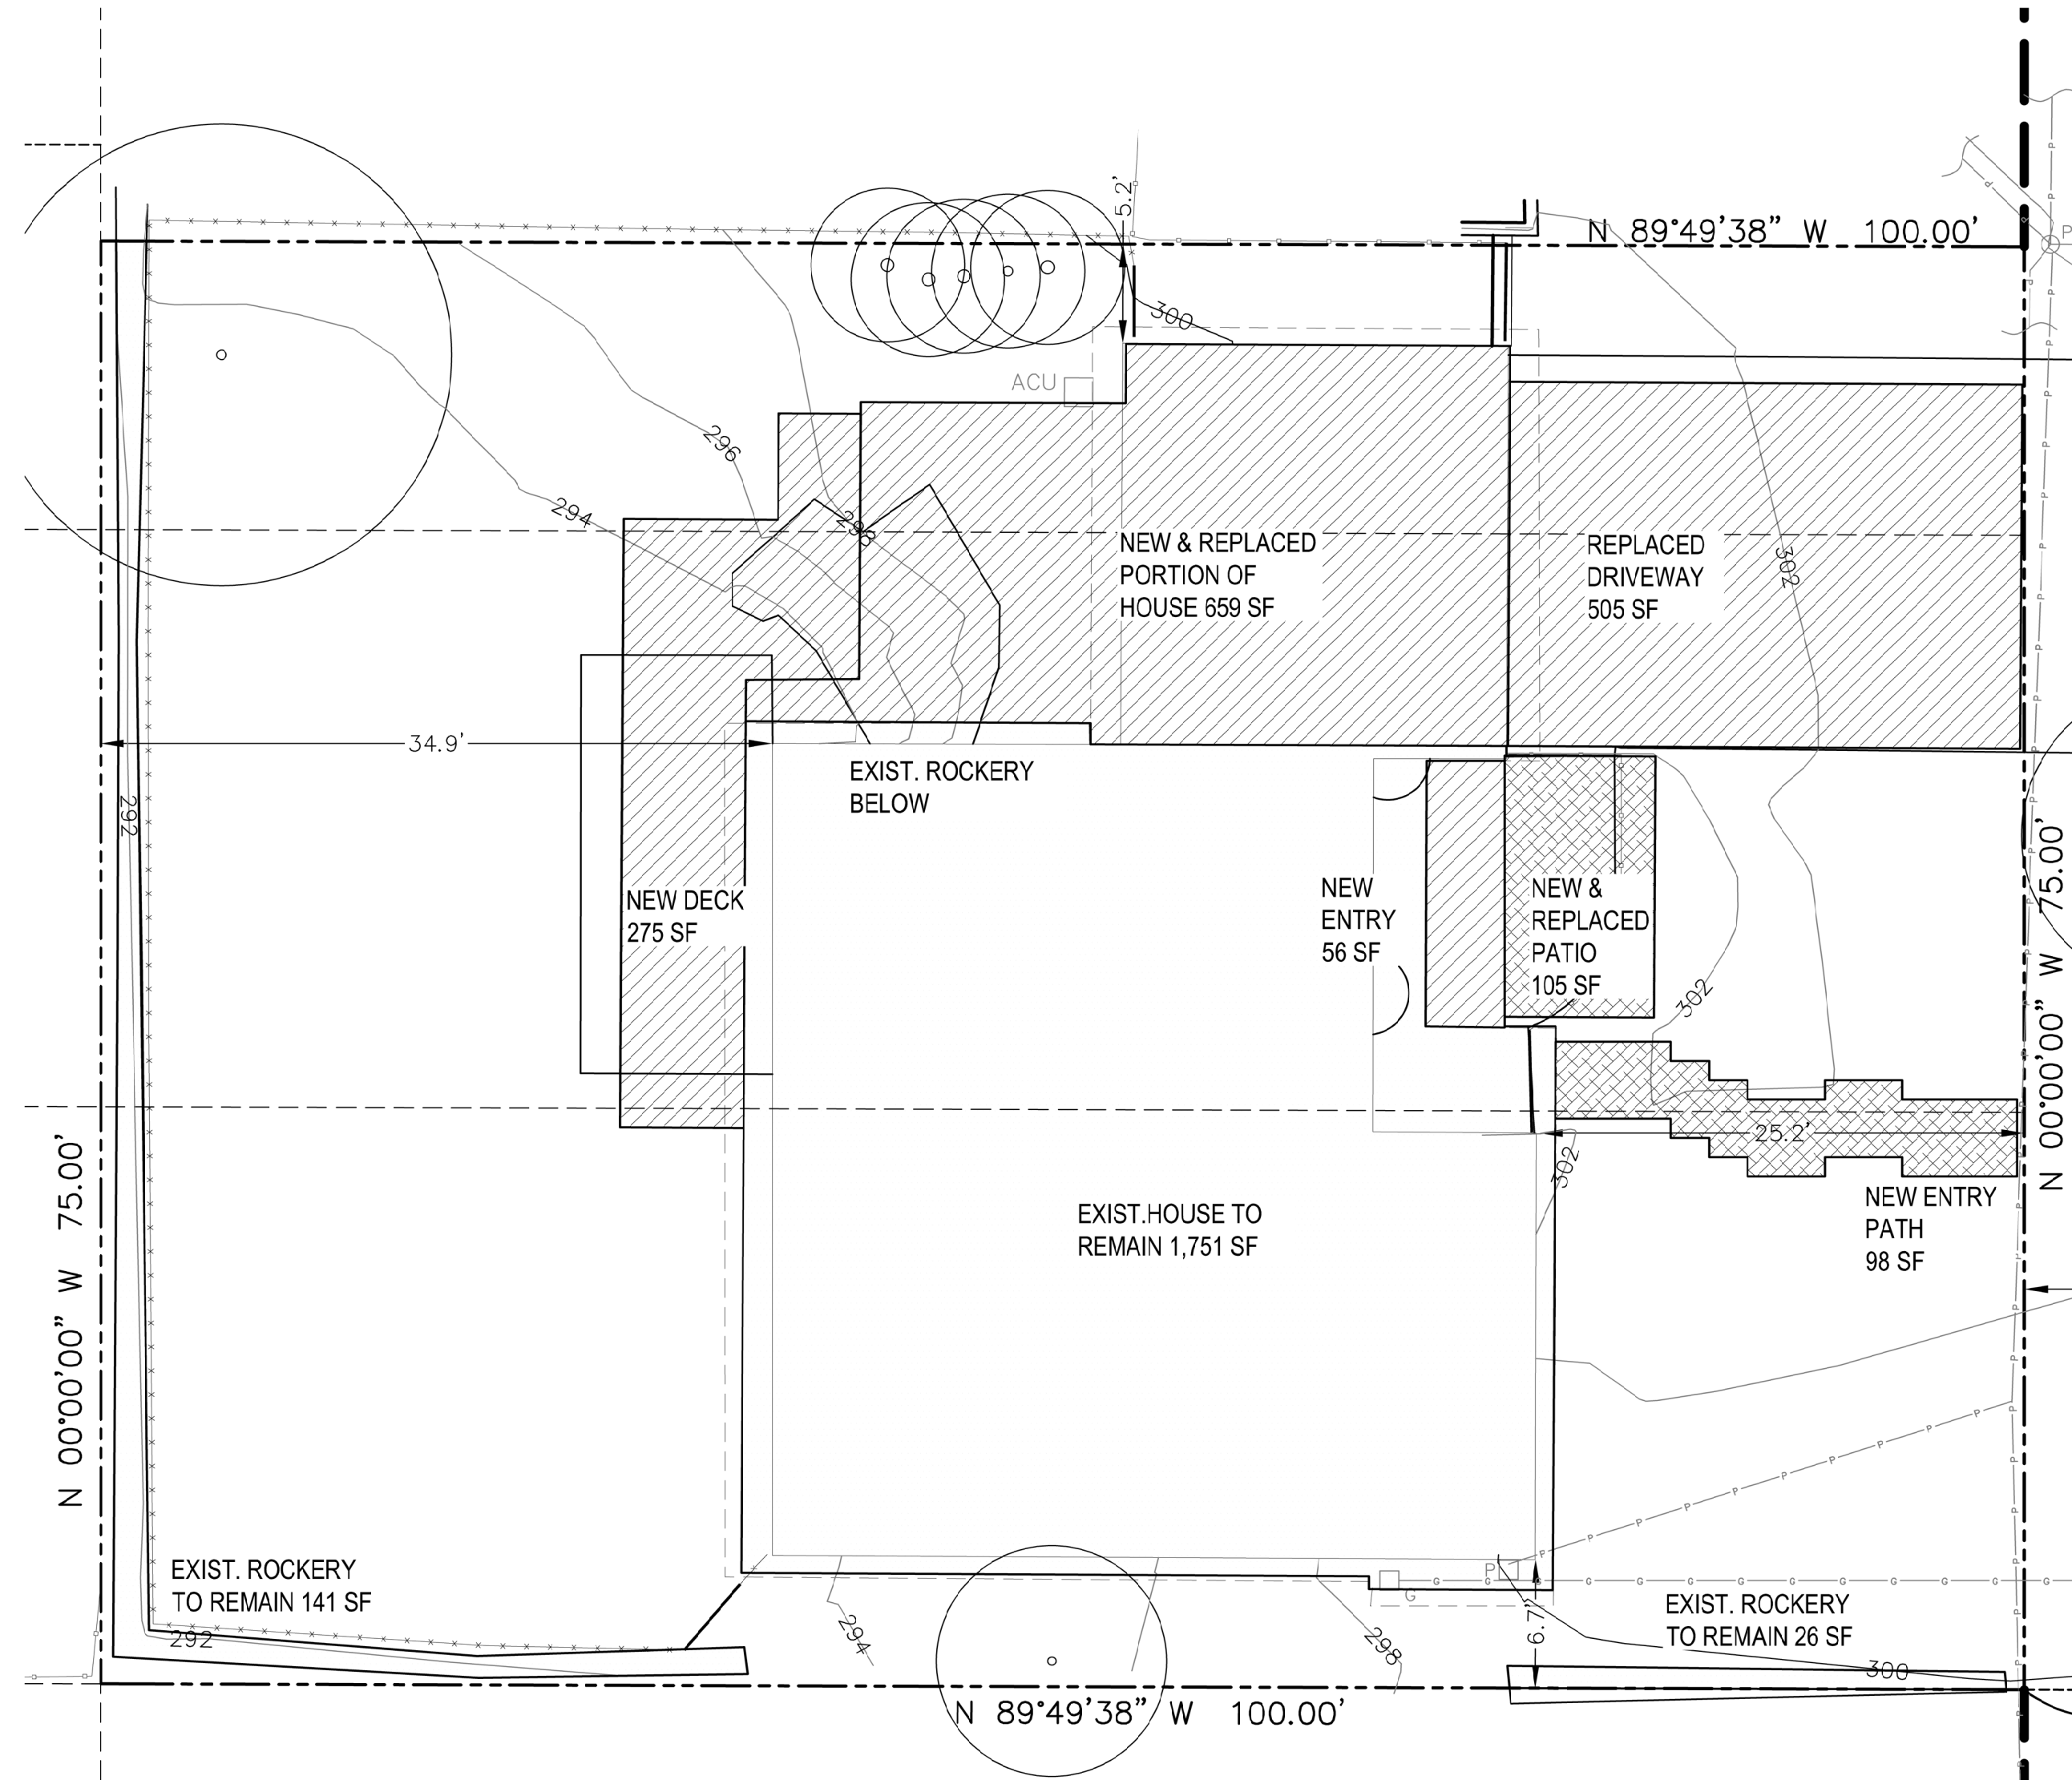 5.2'
N 89°49'38" W 100.00'
P
300
ACU
296
294
298
NEW & REPLACED
PORTION OF
HOUSE 659 SF
REPLACED
DRIVEWAY
505 SF
302
34.9'
EXIST. ROCKERY
BELOW
292
NEW DECK
275 SF
NEW
ENTRY
56 SF
NEW &
REPLACED
PATIO
105 SF
302
N 00°00'00" W 75.00'
25.2'
302
N 00°00'00" W 75.00'
EXIST.HOUSE TO
REMAIN 1,751 SF
NEW ENTRY
PATH
98 SF
EXIST. ROCKERY
TO REMAIN 141 SF
292
294
298
P
G
6.7'
EXIST. ROCKERY
TO REMAIN 26 SF
300
N 89°49'38" W 100.00'